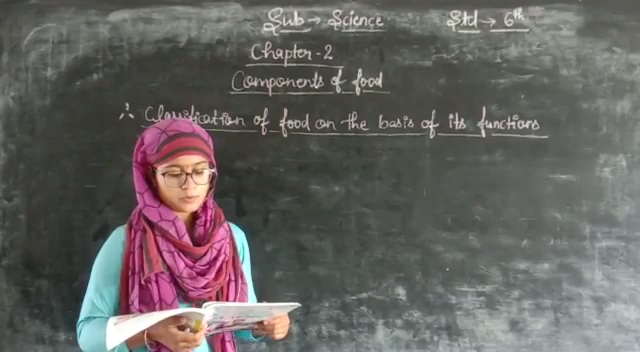 Sub → Science Std → 6th
Chapter-2
Components of food
∴ Classification of food on the basis of its functions